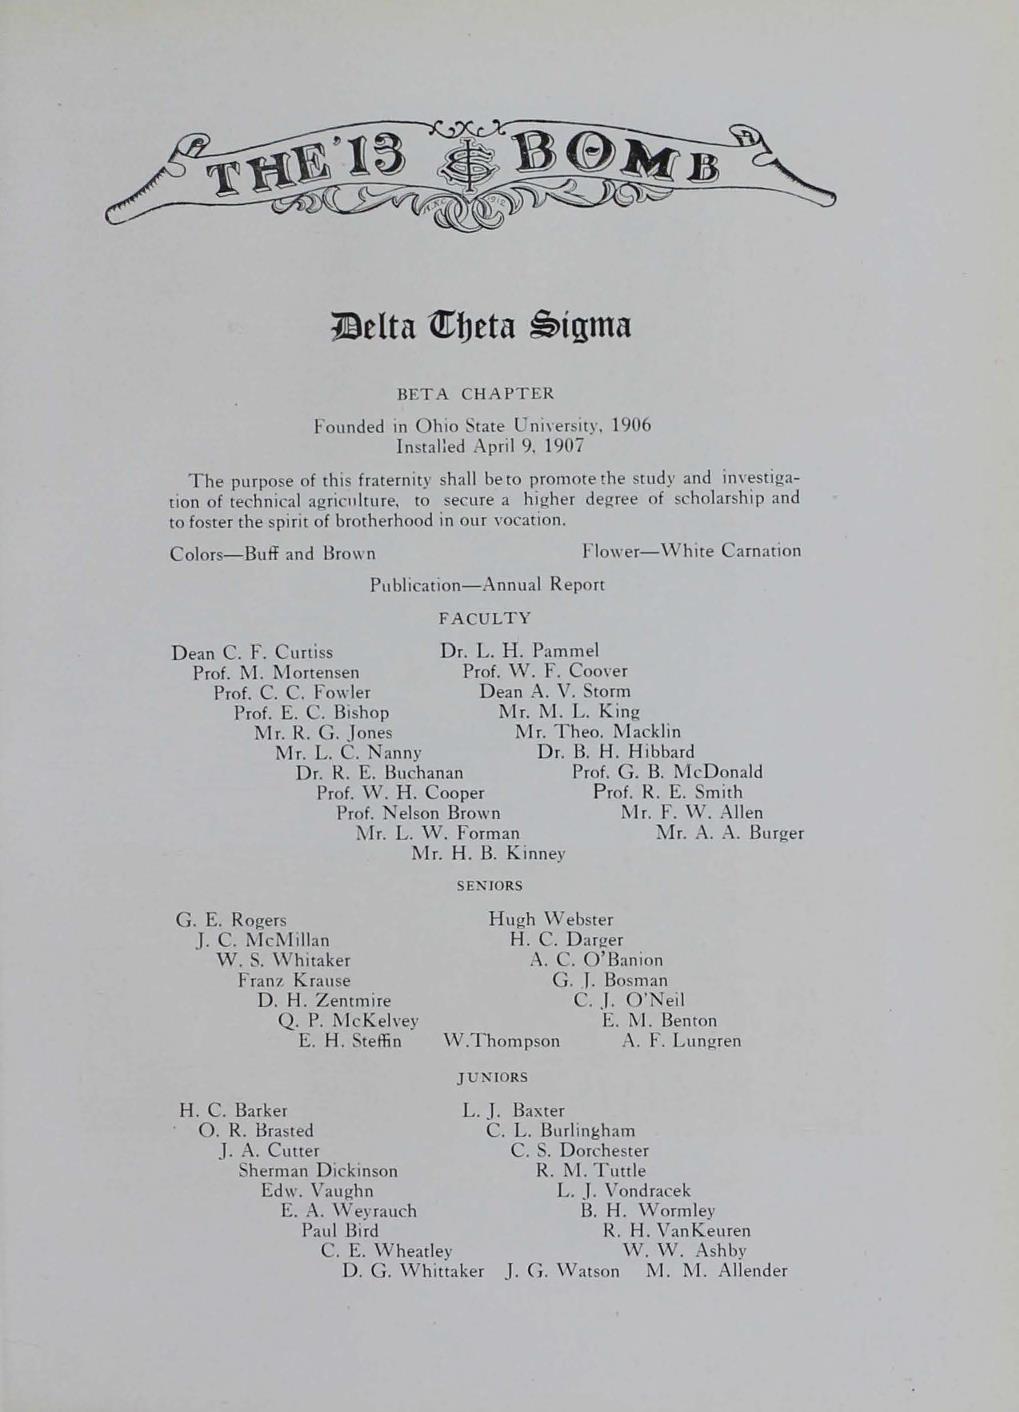 THE '13 BOMB
Delta Theta Sigma
BETA CHAPTER
Founded in Ohio State University, 1906
Installed April 9, 1907
The purpose of this fraternity shall be to promote the study and investiga-
tion of technical agriculture, to secure a higher degree of scholarship and
to foster the spirit of brotherhood in our vocation.
Colors—Buff and Brown Flower—White Carnation
Publication—Annual Report
FACULTY
Dean C. F. Curtiss Dr. L. H. Pammel
Prof. M. Mortensen Prof. W. F. Coover
Prof. C. C. Fowler Dean A. V. Storm
Prof. E. C. Bishop Mr. M. L. King
Mr. R. G. Jones Mr. Theo. Macklin
Mr. L. C. Nanny Dr. B. H. Hibbard
Dr. R. E. Buchanan Prof. G. B. McDonald
Prof. W. H. Cooper Prof. R. E. Smith
Prof. Nelson Brown Mr. F. W. Allen
Mr. L. W. Forman Mr. A. A. Burger
Mr. H. B. Kinney
SENIORS
G. E. Rogers Hugh Webster
J. C. McMillan H. C. Darger
W. S. Whitaker A. C. O'Banion
Franz Krause G. J. Bosman
D. H. Zentmire C. J. O'Neil
Q. P. McKelvey E. M. Benton
E. H. Steffin W. Thompson A. F. Lungren
JUNIORS
H. C. Barker L. J. Baxter
O. R. Brasted C. L. Burlingham
J. A. Cutter C. S. Dorchester
Sherman Dickinson R. M. Tuttle
Edw. Vaughn L. J. Vondracek
E. A. Weyrauch B. H. Wormley
Paul Bird R. H. VanKeuren
C. E. Wheatley W. W. Ashby
D. G. Whittaker J. G. Watson M. M. Allender